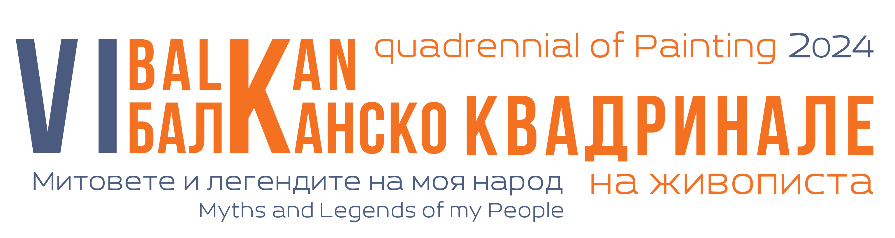 VI BALKAN quadrennial of Painting 2024
БАЛКАНСКО КВАДРИНАЛЕ
Митовете и легендите на моя народ на живописта
Myths and Legends of my People